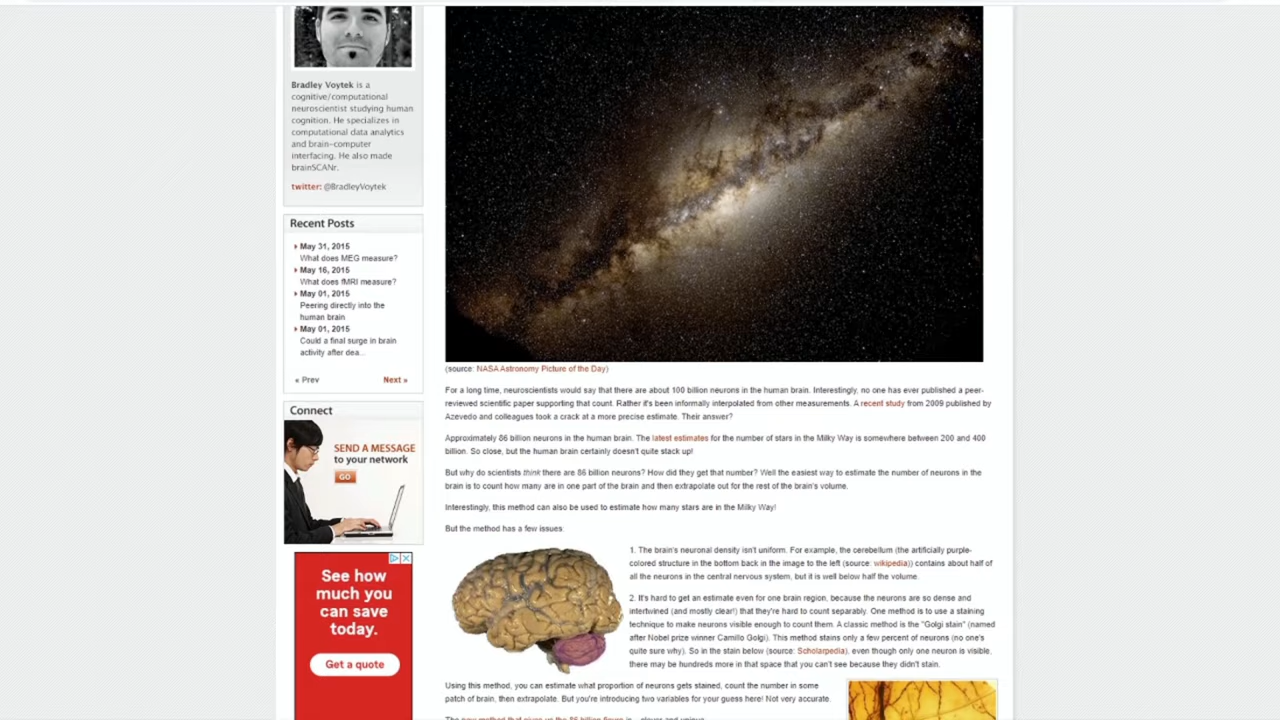 Bradley Voytek is a
cognitive/computational
neuroscientist studying human
cognition. He specializes in
computational data analytics
and brain-computer
interfacing. He also made
brainSCANr.
twitter: @BradleyVoytek
Recent Posts
May 31, 2015
What does MEG measure?
May 16, 2015
What does fMRI measure?
May 01, 2015
Peering directly into the
human brain
May 01, 2015
Could a final surge in brain
activity after dea...
« Prev
Next »
Connect
SEND A MESSAGE
to your network
GO
See how
much you
can save
today.
Get a quote
(source: NASA Astronomy Picture of the Day)
For a long time, neuroscientists would say that there are about 100 billion neurons in the human brain. Interestingly, no one has ever published a peer-
reviewed scientific paper supporting that count. Rather it's been informally interpolated from other measurements. A recent study from 2009 published by
Azevedo and colleagues took a crack at a more precise estimate. Their answer?
Approximately 86 billion neurons in the human brain. The latest estimates for the number of stars in the Milky Way is somewhere between 200 and 400
billion. So close, but the human brain certainly doesn't quite stack up!
But why do scientists think there are 86 billion neurons? How did they get that number? Well the easiest way to estimate the number of neurons in the
brain is to count how many are in one part of the brain and then extrapolate out for the rest of the brain's volume.
Interestingly, this method can also be used to estimate how many stars are in the Milky Way!
But the method has a few issues:
1. The brain's neuronal density isn't uniform. For example, the cerebellum (the artificially purple-
colored structure in the bottom back in the image to the left (source: wikipedia)) contains about half of
all the neurons in the central nervous system, but it is well below half the volume.
2. It's hard to get an estimate even for one brain region, because the neurons are so dense and
intertwined (and mostly clear!) that they're hard to count separately. One method is to use a staining
technique to make neurons visible enough to count them. A classic method is the "Golgi stain" (named
after Nobel prize winner Camillo Golgi). This method stains only a few percent of neurons (no one's
quite sure why). So in the stain below (source: Scholarpedia), even though only one neuron is visible,
there may be hundreds more in that space that you can't see because they didn't stain.
Using this method, you can estimate what proportion of neurons gets stained, count the number in some
patch of brain, then extrapolate. But you're introducing two variables for your guess here! Not very accurate.
The new method that gives us the 86 billion figure is